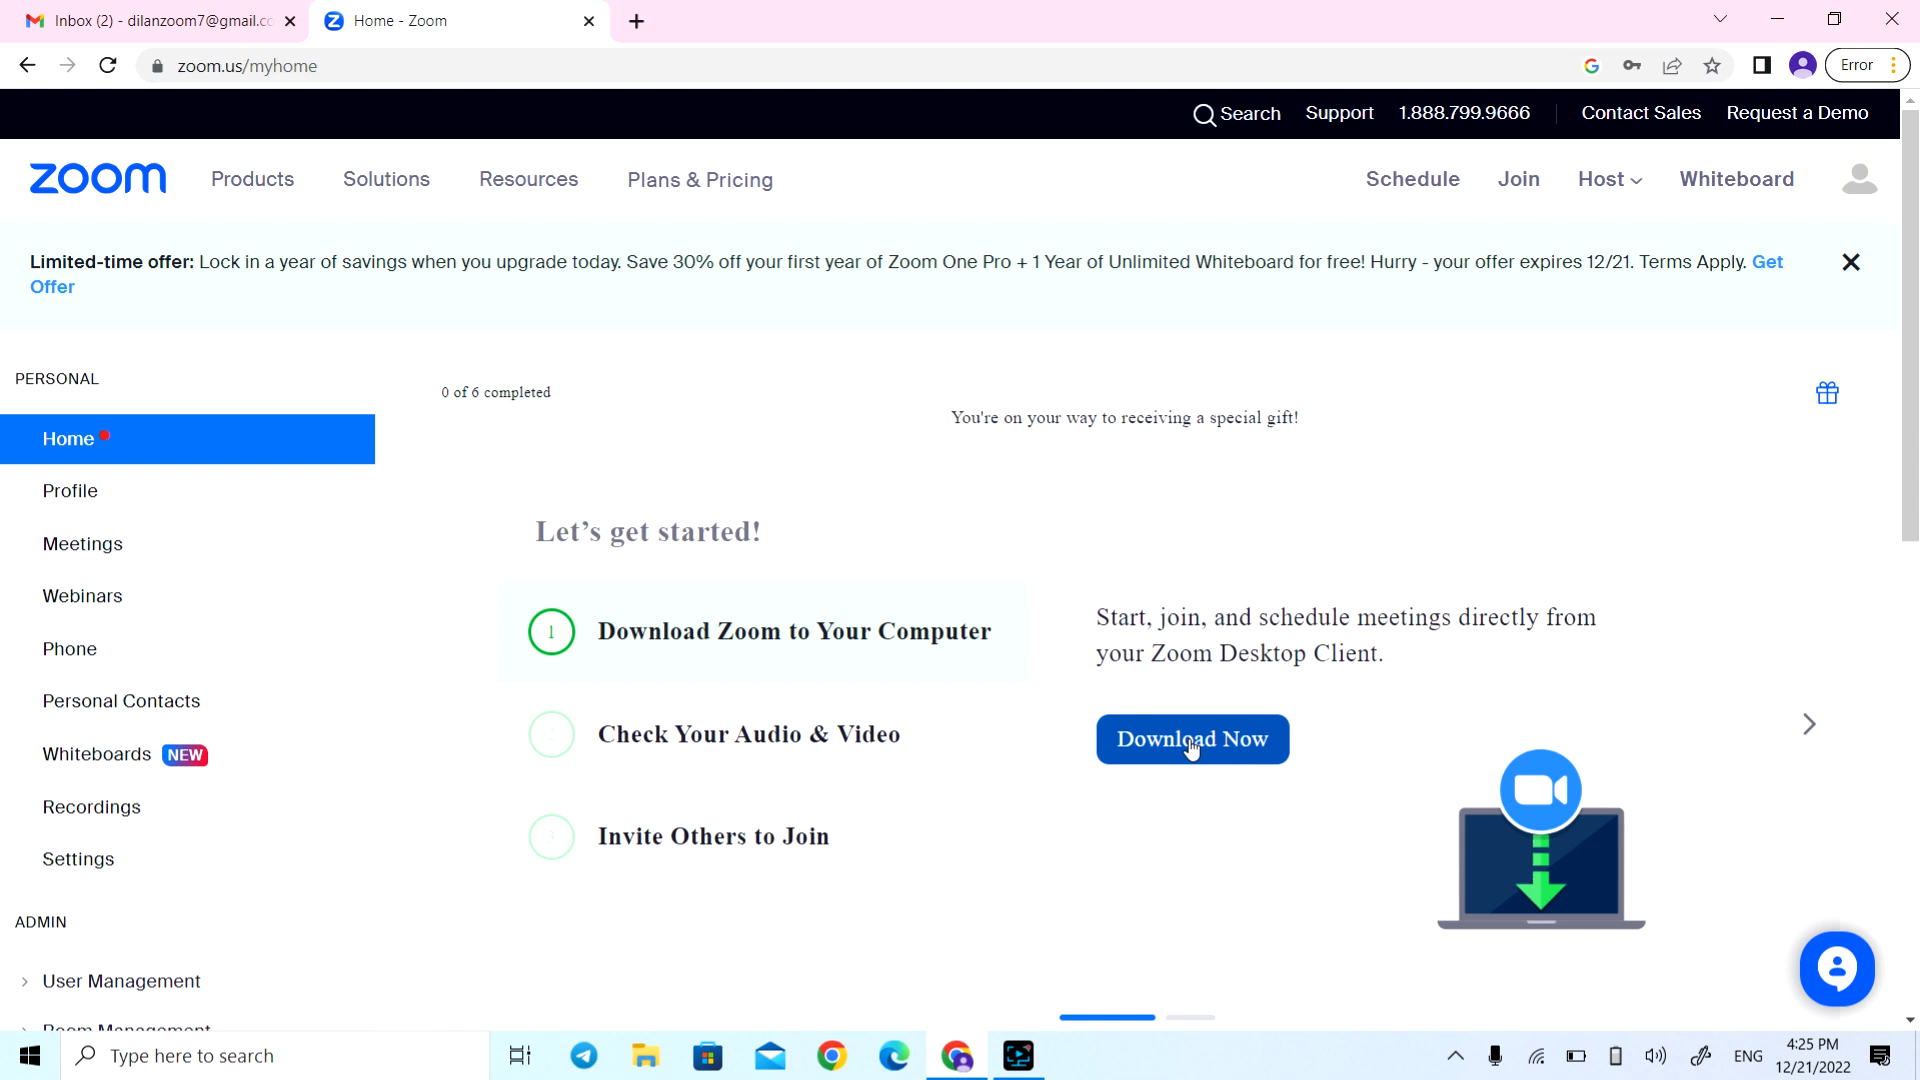 Inbox (2) - dilanzoom7@gmail.co
Home - Zoom
zoom.us/myhome
Error
Search Support 1.888.799.9666 Contact Sales Request a Demo
zoom Products Solutions Resources Plans & Pricing Schedule Join Host Whiteboard
Limited-time offer: Lock in a year of savings when you upgrade today. Save 30% off your first year of Zoom One Pro + 1 Year of Unlimited Whiteboard for free! Hurry - your offer expires 12/21. Terms Apply. Get
Offer
PERSONAL
Home
Profile
Meetings
Webinars
Phone
Personal Contacts
Whiteboards NEW
Recordings
Settings
ADMIN
User Management
Room Management
0 of 6 completed
You're on your way to receiving a special gift!
Let's get started!
1 Download Zoom to Your Computer
2 Check Your Audio & Video
3 Invite Others to Join
Start, join, and schedule meetings directly from
your Zoom Desktop Client.
Download Now
Type here to search
ENG
4:25 PM
12/21/2022